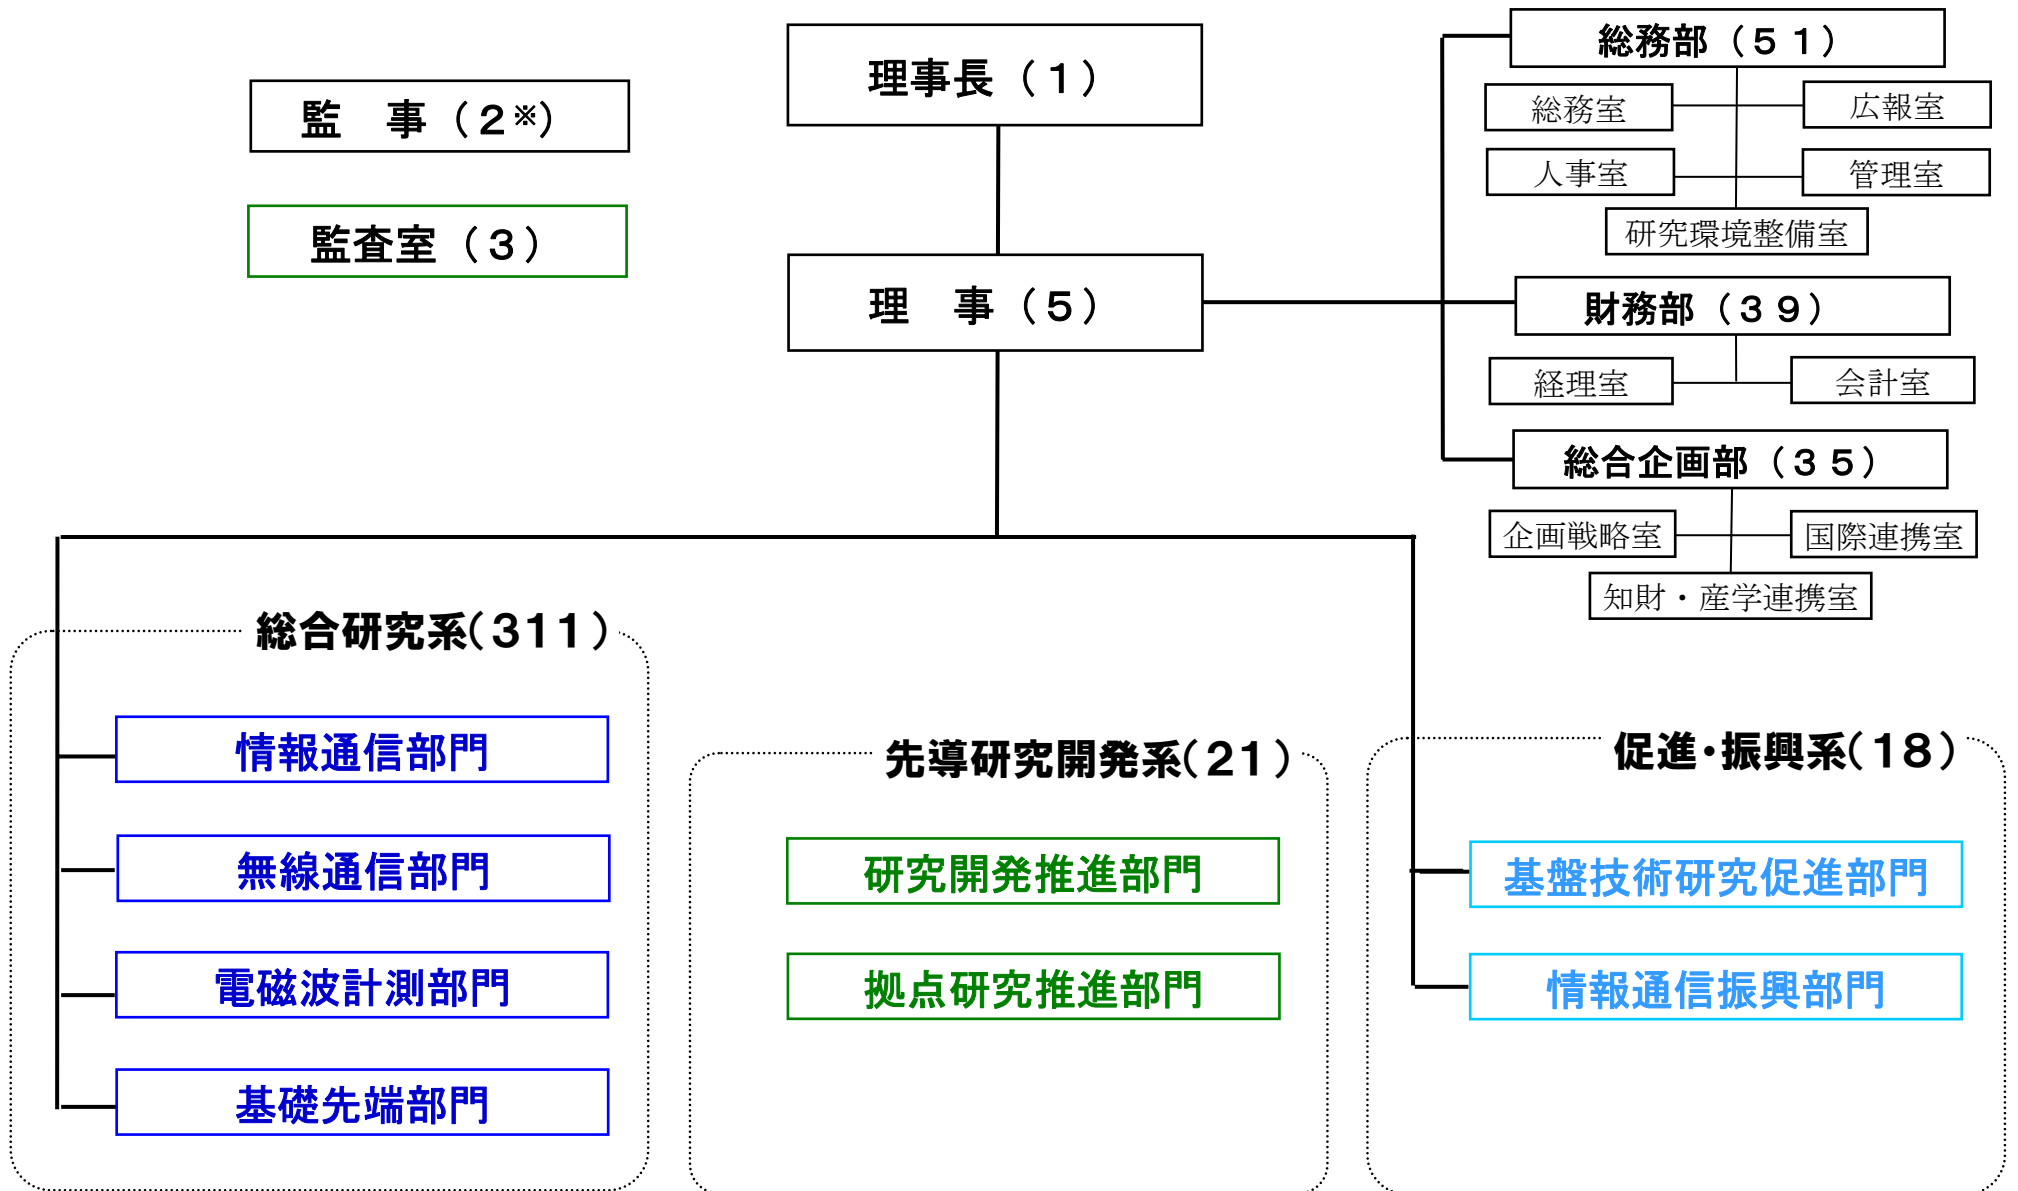 理事長（１）
監　事（２※）
監査室（３）
理　事（５）
総務部（５１）
総務室
広報室
人事室
管理室
研究環境整備室
財務部（３９）
経理室
会計室
総合企画部（３５）
企画戦略室
国際連携室
知財・産学連携室
総合研究系（311）
情報通信部門
無線通信部門
電磁波計測部門
基礎先端部門
先導研究開発系（21）
研究開発推進部門
拠点研究推進部門
促進・振興系（18）
基盤技術研究促進部門
情報通信振興部門